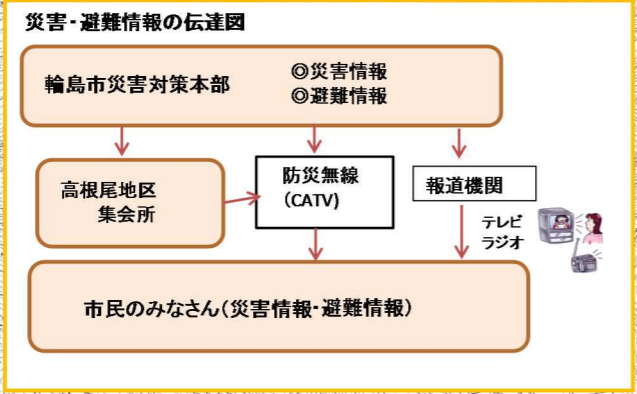 災害・避難情報の伝達図
輪島市災害対策本部
◎災害情報
◎避難情報
高根尾地区
集会所
防災無線
(CATV)
報道機関
テレビ
ラジオ
市民のみなさん(災害情報・避難情報)